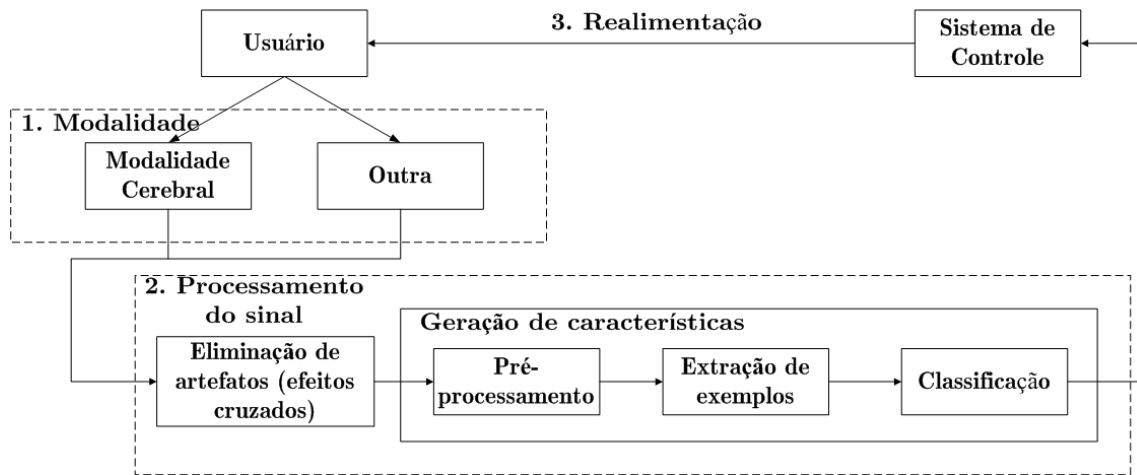 3. Realimentação
Usuário
Sistema de
Controle
1. Modalidade
Modalidade
Cerebral
Outra
2. Processamento
do sinal
Geração de características
Eliminação de
artefatos (efeitos
cruzados)
Pré-
processamento
Extração de
exemplos
Classificação